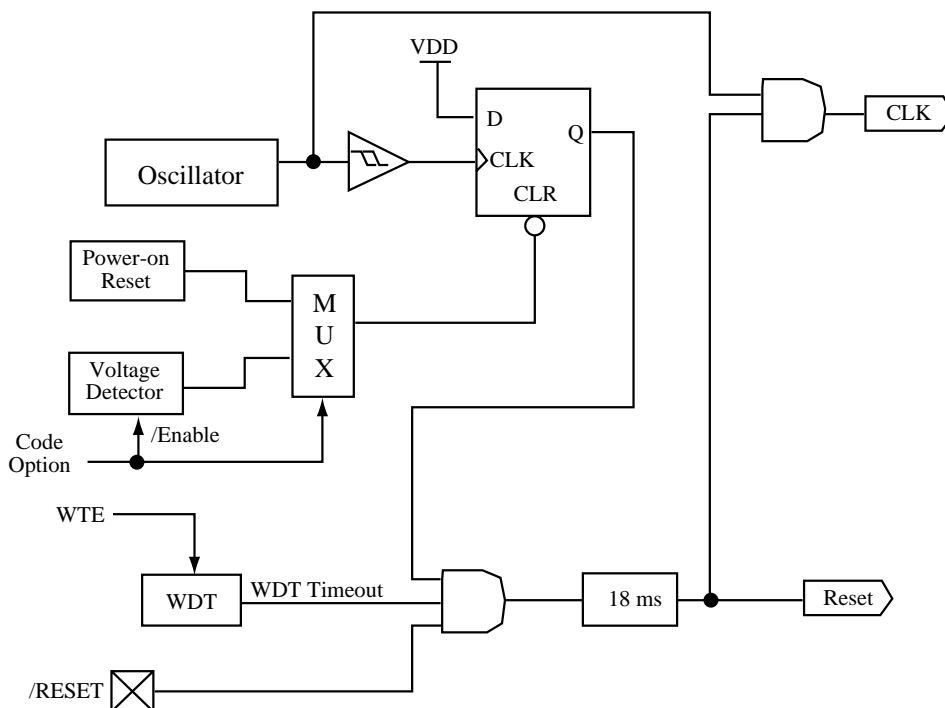 VDD
D
Q
CLK
CLK
CLR
Oscillator
Power-on
Reset
M
U
X
Voltage
Detector
/Enable
Code
Option
WTE
WDT
WDT Timeout
18 ms
Reset
/RESET